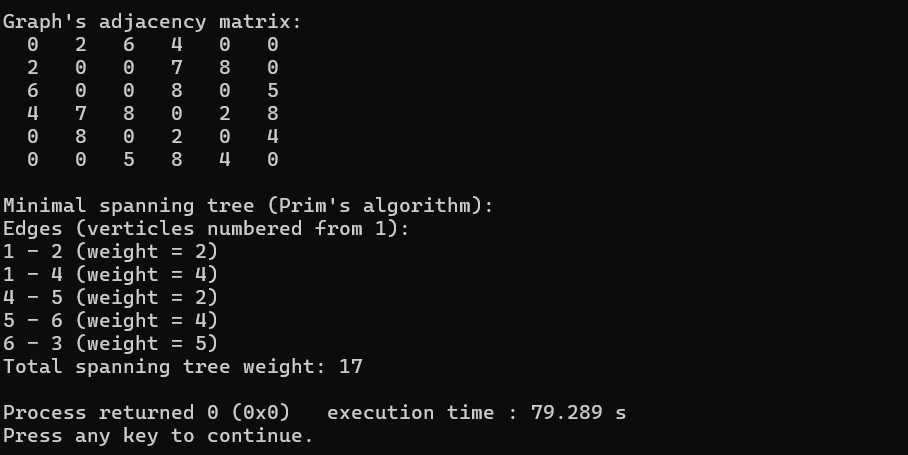 Graph's adjacency matrix:
0 2 6 4 0 0
2 0 0 7 8 0
6 0 0 8 0 5
4 7 8 0 2 8
0 8 0 2 0 4
0 0 5 8 4 0
Minimal spanning tree (Prim's algorithm):
Edges (verticles numbered from 1):
1 - 2 (weight = 2)
1 - 4 (weight = 4)
4 - 5 (weight = 2)
5 - 6 (weight = 4)
6 - 3 (weight = 5)
Total spanning tree weight: 17
Process returned 0 (0x0)   execution time : 79.289 s
Press any key to continue.